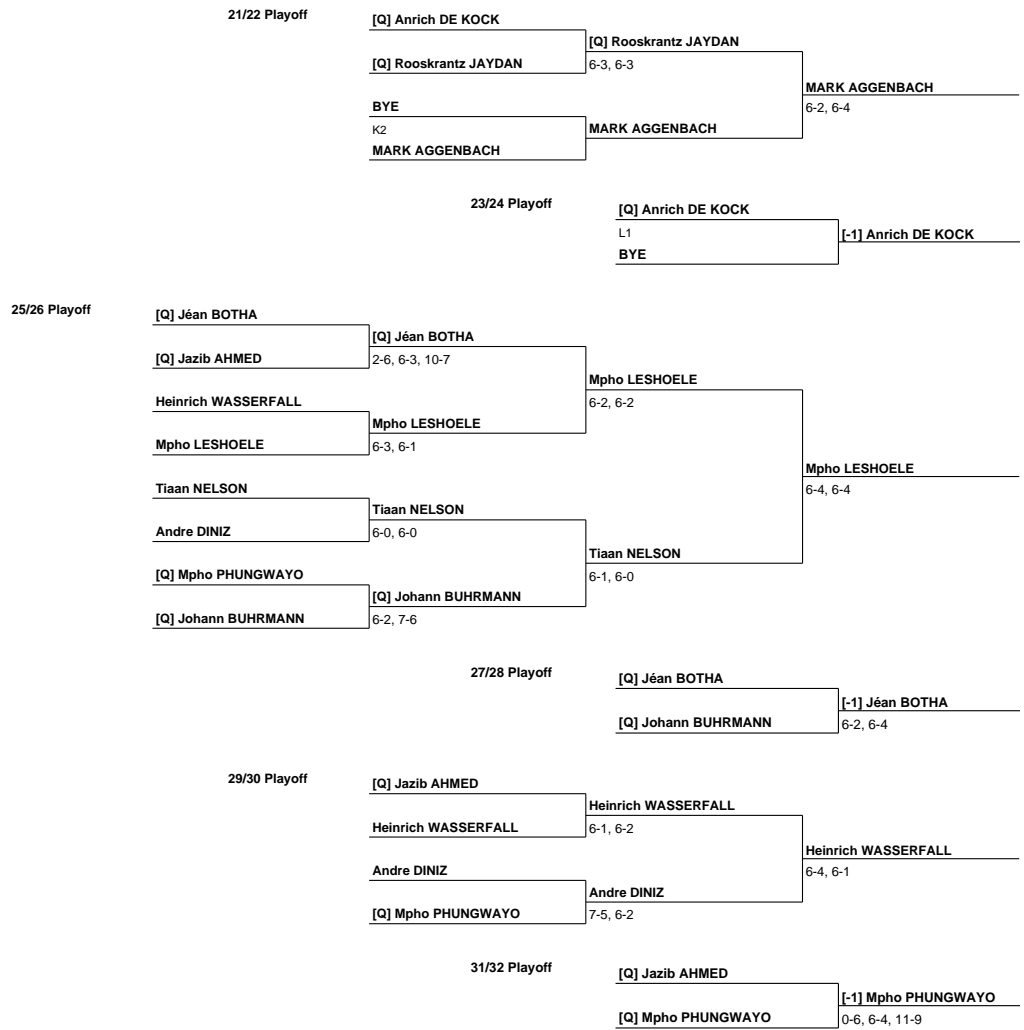 21/22 Playoff
[Q] Anrich DE KOCK
[Q] Rooskrantz JAYDAN
[Q] Rooskrantz JAYDAN
6-3, 6-3
MARK AGGENBACH
6-2, 6-4
BYE
K2
MARK AGGENBACH
MARK AGGENBACH
23/24 Playoff
[Q] Anrich DE KOCK
L1
[-1] Anrich DE KOCK
BYE
25/26 Playoff
[Q] Jéan BOTHA
[Q] Jéan BOTHA
[Q] Jazib AHMED
2-6, 6-3, 10-7
Mpho LESHOELE
6-2, 6-2
Heinrich WASSERFALL
Mpho LESHOELE
Mpho LESHOELE
6-3, 6-1
Mpho LESHOELE
6-4, 6-4
Tiaan NELSON
Tiaan NELSON
Andre DINIZ
6-0, 6-0
Tiaan NELSON
6-1, 6-0
[Q] Mpho PHUNGWAYO
[Q] Johann BUHRMANN
[Q] Johann BUHRMANN
6-2, 7-6
27/28 Playoff
[Q] Jéan BOTHA
[-1] Jéan BOTHA
[Q] Johann BUHRMANN
6-2, 6-4
29/30 Playoff
[Q] Jazib AHMED
Heinrich WASSERFALL
Heinrich WASSERFALL
6-1, 6-2
Heinrich WASSERFALL
6-4, 6-1
Andre DINIZ
Andre DINIZ
[Q] Mpho PHUNGWAYO
7-5, 6-2
31/32 Playoff
[Q] Jazib AHMED
[-1] Mpho PHUNGWAYO
[Q] Mpho PHUNGWAYO
0-6, 6-4, 11-9